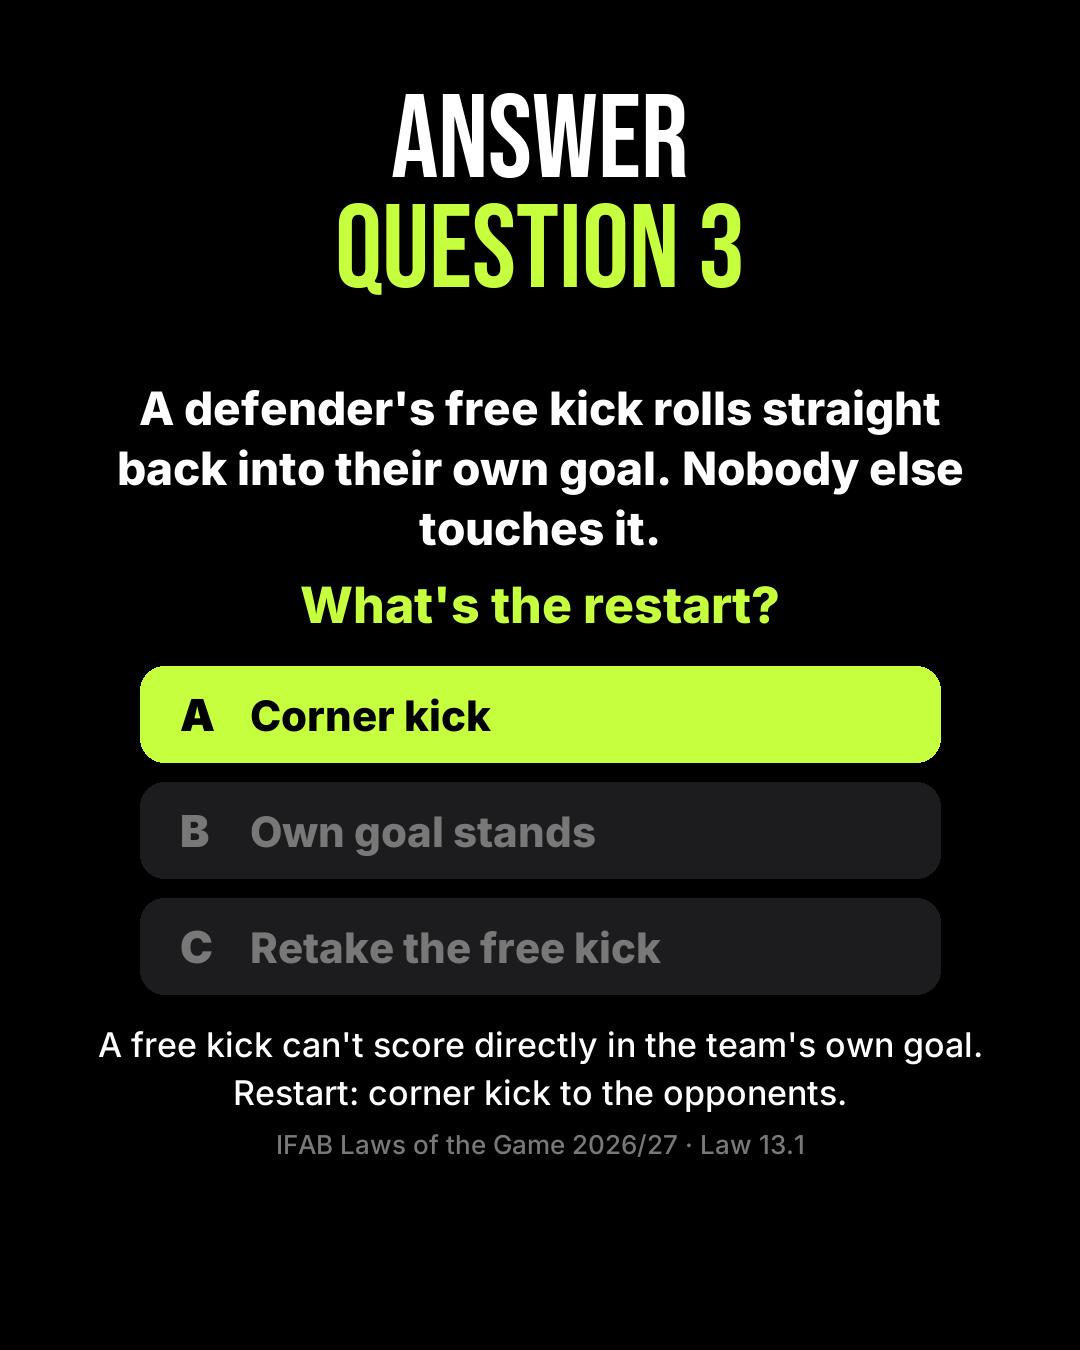 ANSWER
QUESTION 3
A defender's free kick rolls straight
back into their own goal. Nobody else
touches it.
What's the restart?
A Corner kick
B Own goal stands
C Retake the free kick
A free kick can't score directly in the team's own goal.
Restart: corner kick to the opponents.
IFAB Laws of the Game 2026/27 · Law 13.1